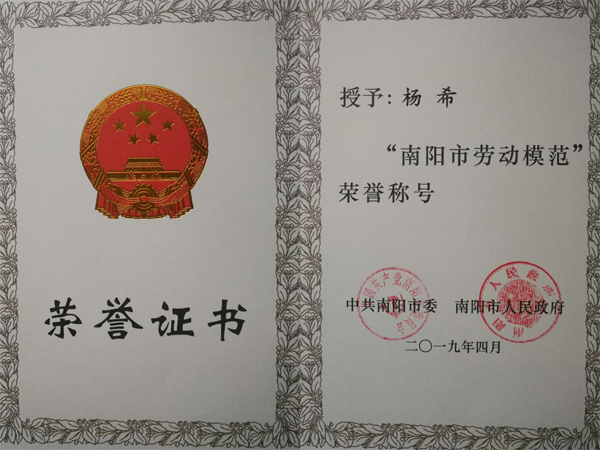 荣誉证书
授予：杨希
“南阳市劳动模范”
荣誉称号
中共南阳市委 南阳市人民政府
二〇一九年四月